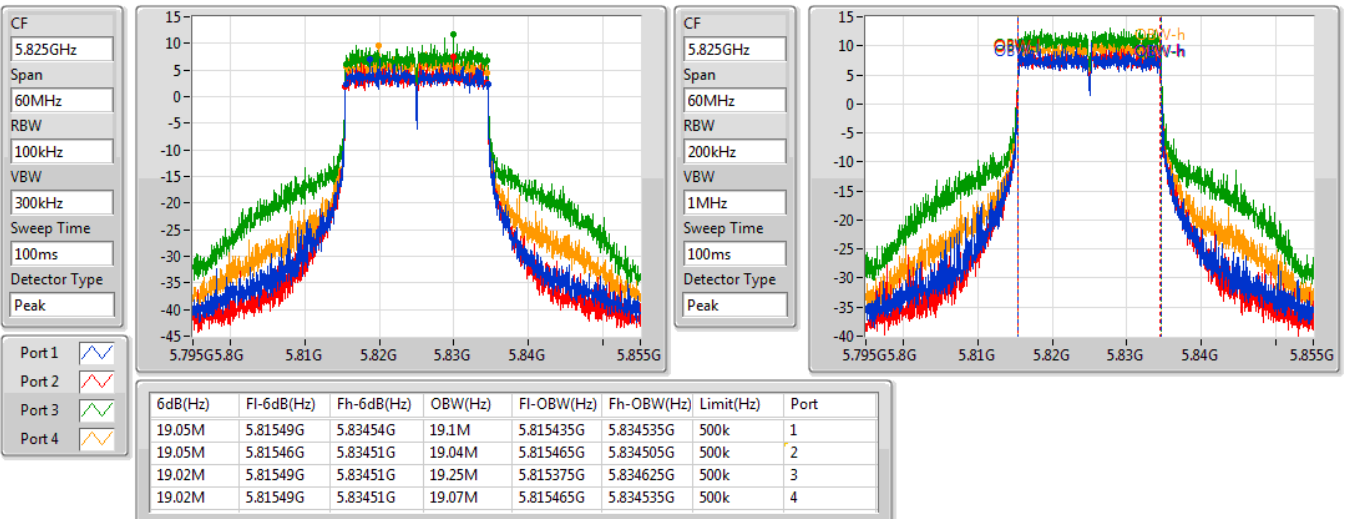 CF
5.825GHz
Span
60MHz
RBW
100kHz
VBW
300kHz
Sweep Time
100ms
Detector Type
Peak
Port 1
Port 2
Port 3
Port 4
15
10
5
0
-5
-10
-15
-20
-25
-30
-35
-40
-45
5.795G 5.8G 5.81G 5.82G 5.83G 5.84G 5.855G
CF
5.825GHz
Span
60MHz
RBW
200kHz
VBW
1MHz
Sweep Time
100ms
Detector Type
Peak
15
10
5
0
-5
-10
-15
-20
-25
-30
-35
-40
OBW-h
OBW-h
5.795G 5.8G 5.81G 5.82G 5.83G 5.84G 5.855G
6dB(Hz) Fl-6dB(Hz) Fh-6dB(Hz) OBW(Hz) Fl-OBW(Hz) Fh-OBW(Hz) Limit(Hz) Port
19.05M 5.81549G 5.83454G 19.1M 5.815435G 5.834535G 500k 1
19.05M 5.81546G 5.83451G 19.04M 5.815465G 5.834505G 500k 2
19.02M 5.81549G 5.83451G 19.25M 5.815375G 5.834625G 500k 3
19.02M 5.81549G 5.83451G 19.07M 5.815465G 5.834535G 500k 4